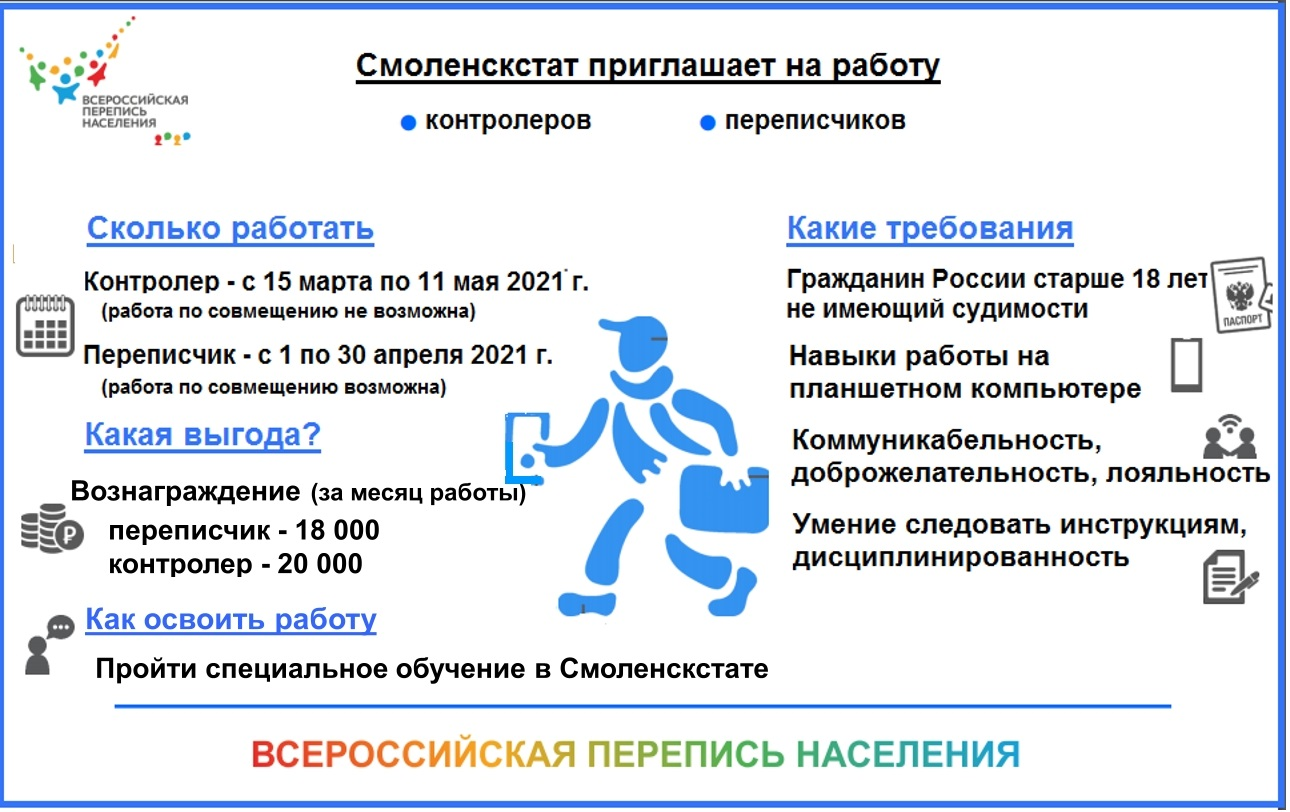 ВСЕРОССИЙСКАЯ
ПЕРЕПИСЬ
НАСЕЛЕНИЯ
Смоленскстат приглашает на работу
контролеров
переписчиков
Сколько работать
Контролер - с 15 марта по 11 мая 2021 г.
(работа по совмещению не возможна)
Переписчик - с 1 по 30 апреля 2021 г.
(работа по совмещению возможна)
Какая выгода?
Вознаграждение (за месяц работы)
переписчик - 18 000
контролер - 20 000
Как освоить работу
Пройти специальное обучение в Смоленскстате
Какие требования
Гражданин России старше 18 лет
не имеющий судимости
ПАСПОРТ
Навыки работы на
планшетном компьютере
Коммуникабельность,
доброжелательность, лояльность
Умение следовать инструкциям,
дисциплинированность
ВСЕРОССИЙСКАЯ ПЕРЕПИСЬ НАСЕЛЕНИЯ